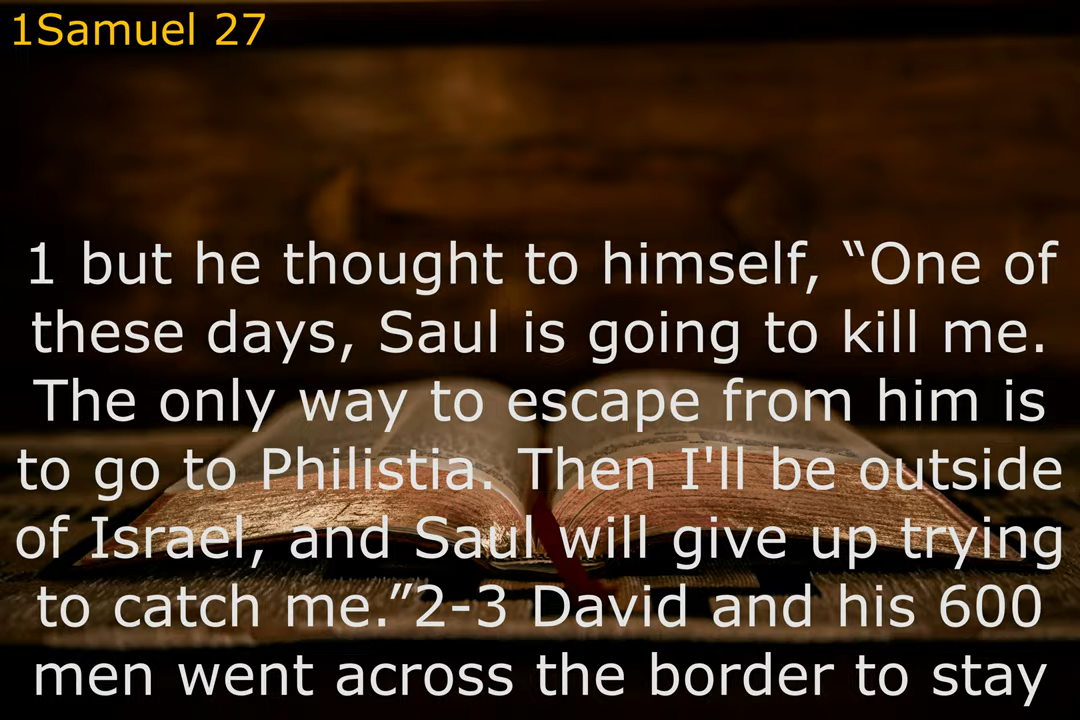 1Samuel 27
1 but he thought to himself, “One of
these days, Saul is going to kill me.
The only way to escape from him is
to go to Philistia. Then I'll be outside
of Israel, and Saul will give up trying
to catch me.”2-3 David and his 600
men went across the border to stay